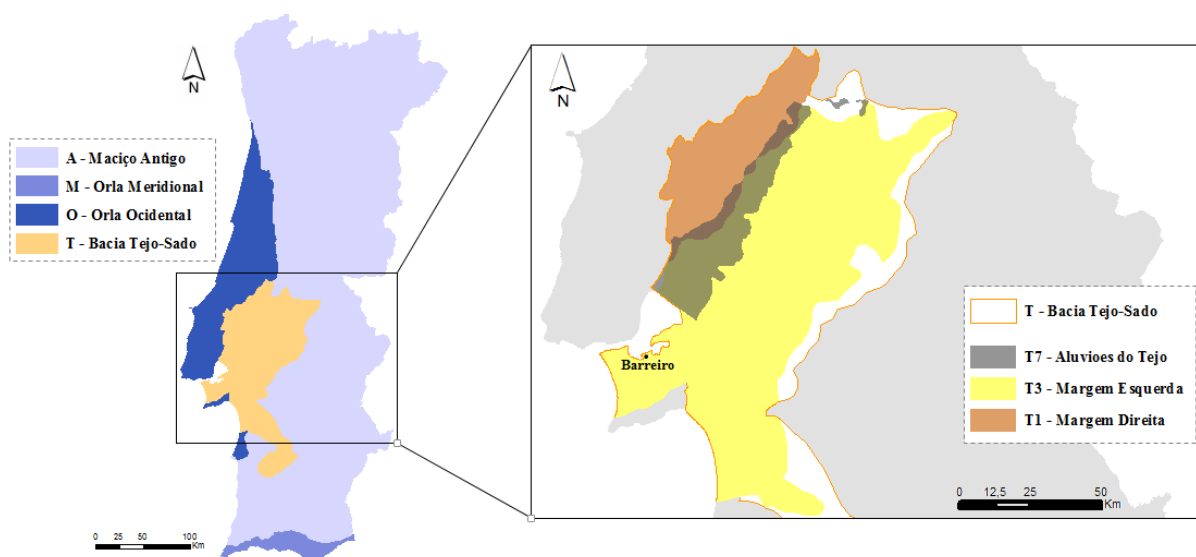 N
A - Maciço Antigo
M - Orla Meridional
O - Orla Ocidental
T - Bacia Tejo-Sado
0 25 50 100
Km
N
Barreiro
T - Bacia Tejo-Sado
T7 - Aluvioes do Tejo
T3 - Margem Esquerda
T1 - Margem Direita
0 12,5 25 50
Km